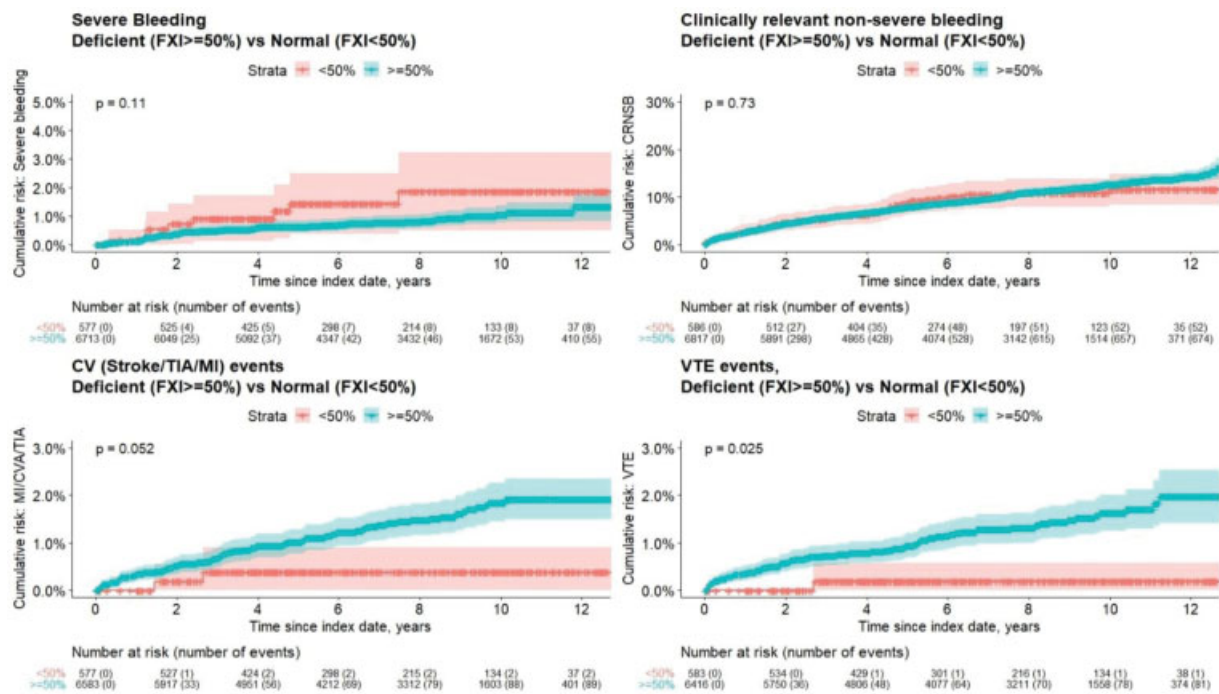 Severe Bleeding
Deficient (FXI>=50%) vs Normal (FXI<50%)
Strata <50% >=50%
Cumulative risk: Severe bleeding
5.0%
4.0%
3.0%
2.0%
1.0%
0.0%
p = 0.11
0 2 4 6 8 10 12
Time since index date, years
Number at risk (number of events)
<50% 577 (0) 525 (4) 425 (5) 298 (7) 214 (8) 133 (8) 37 (8)
>=50% 6713 (0) 6049 (25) 5092 (37) 4347 (42) 3432 (46) 1672 (53) 410 (55)
Clinically relevant non-severe bleeding
Deficient (FXI>=50%) vs Normal (FXI<50%)
Strata <50% >=50%
Cumulative risk: CRNSB
30%
20%
10%
0%
p = 0.73
0 2 4 6 8 10 12
Time since index date, years
Number at risk (number of events)
<50% 586 (0) 512 (27) 404 (35) 274 (48) 197 (51) 123 (52) 35 (52)
>=50% 6817 (0) 5891 (298) 4865 (428) 4074 (528) 3142 (615) 1514 (657) 371 (674)
CV (Stroke/TIA/MI) events
Deficient (FXI>=50%) vs Normal (FXI<50%)
Strata <50% >=50%
Cumulative risk: MI/CVA/TIA
3.0%
2.0%
1.0%
0.0%
p = 0.052
0 2 4 6 8 10 12
Time since index date, years
Number at risk (number of events)
<50% 577 (0) 527 (1) 424 (2) 298 (2) 215 (2) 134 (2) 37 (2)
>=50% 6583 (0) 5917 (33) 4951 (56) 4212 (69) 3312 (79) 1603 (88) 401 (89)
VTE events,
Deficient (FXI>=50%) vs Normal (FXI<50%)
Strata <50% >=50%
Cumulative risk: VTE
3.0%
2.0%
1.0%
0.0%
p = 0.025
0 2 4 6 8 10 12
Time since index date, years
Number at risk (number of events)
<50% 583 (0) 534 (0) 429 (1) 301 (1) 216 (1) 134 (1) 38 (1)
>=50% 6416 (0) 5750 (36) 4806 (48) 4077 (64) 3211 (70) 1558 (78) 374 (81)